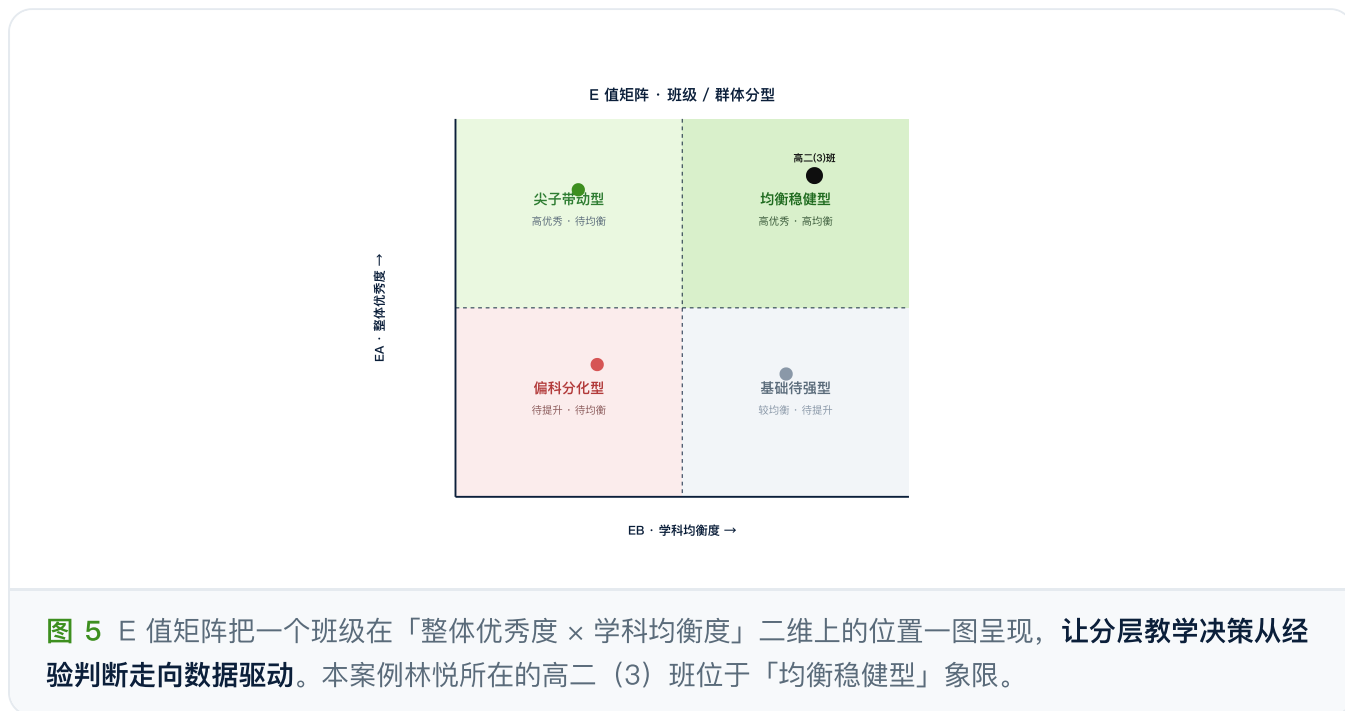 E 值矩阵 · 班级 / 群体分型
高二(3)班
尖子带动型
均衡稳健型
高优秀 · 待均衡
高优秀 · 高均衡
EA · 整体优秀度 →
偏科分化型
基础待强型
待提升 · 待均衡
较均衡 · 待提升
EB · 学科均衡度 →
图 5 E 值矩阵把一个班级在「整体优秀度 × 学科均衡度」二维上的位置一图呈现，让分层教学决策从经
验判断走向数据驱动。本案例林悦所在的高二（3）班位于「均衡稳健型」象限。